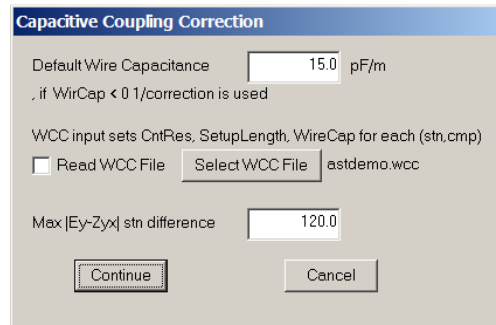 Capacitive Coupling Correction
Default Wire Capacitance 15.0 pF/m
, if WirCap < 0 1/correction is used
WCC input sets CntRes, SetupLength, WireCap for each (stn,cmp)
Read WCC File Select WCC File astdemo.wcc
Max |Ey-Zyx| stn difference 120.0
Continue Cancel